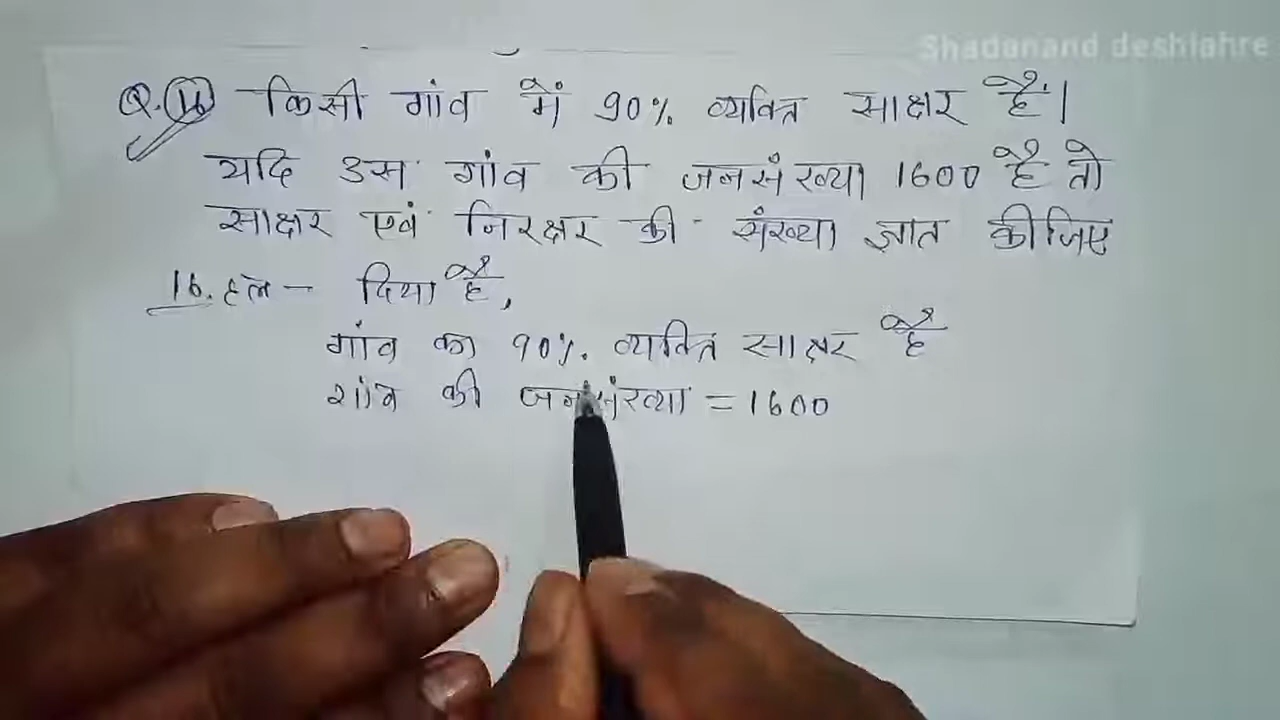 Shadanand deshlahre
Q.16 किसी गांव में 90% व्यक्ति साक्षर है।
यदि उस गांव की जनसंख्या 1600 है तो
साक्षर एवं निरक्षर की संख्या ज्ञात कीजिए
16. हल - दिया है,
गांव का 90% व्यक्ति साक्षर है
गांव की जनसंख्या = 1600